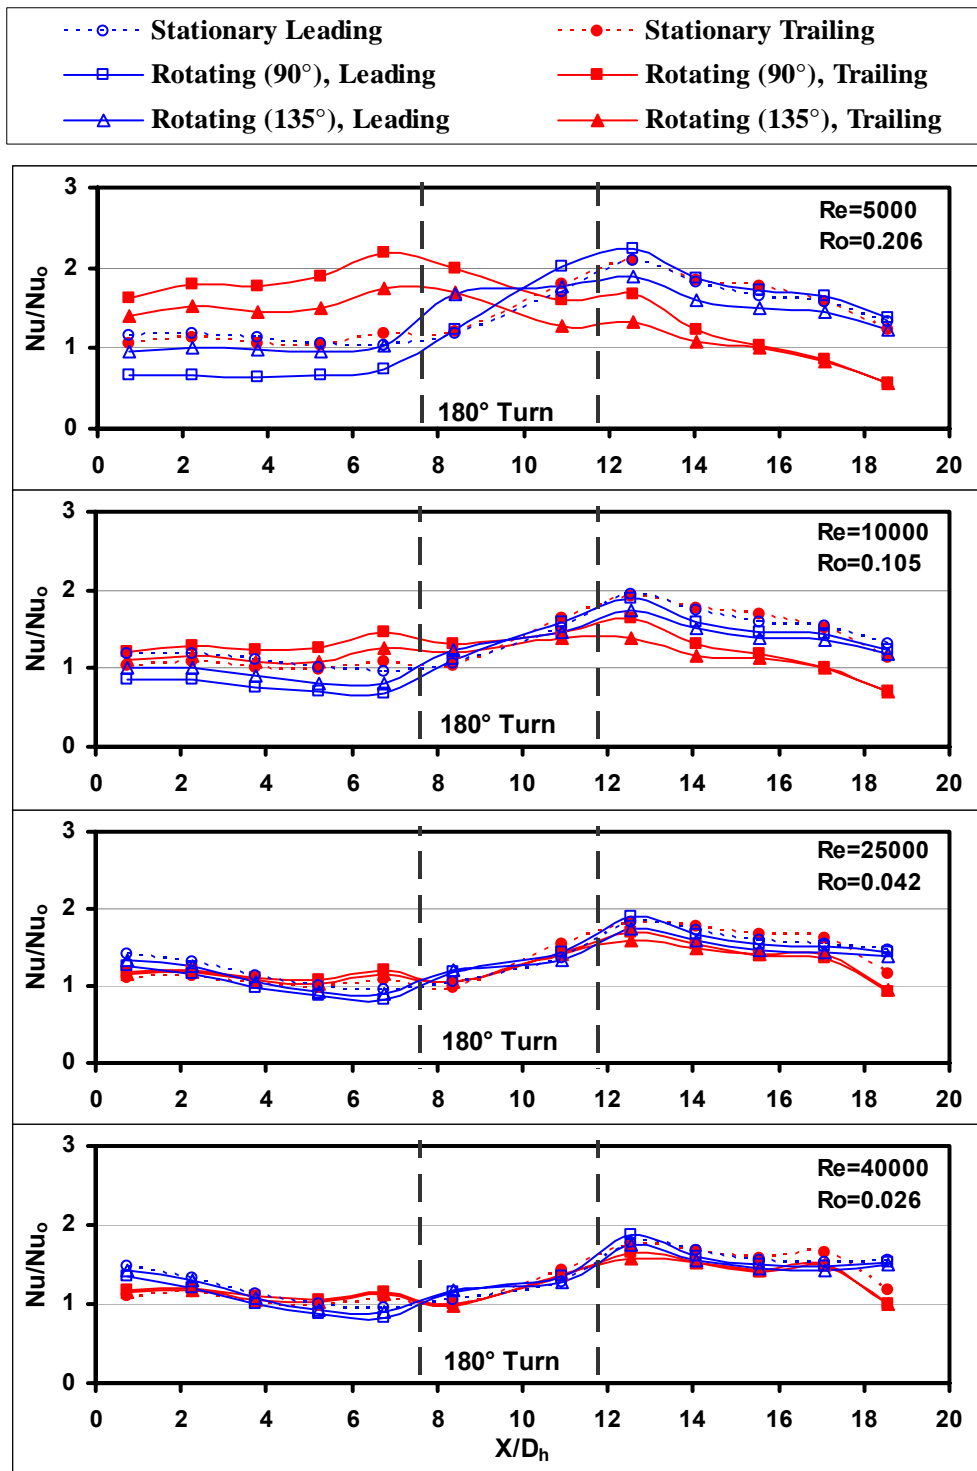 Stationary Leading
Stationary Trailing
Rotating (90°), Leading
Rotating (90°), Trailing
Rotating (135°), Leading
Rotating (135°), Trailing
3
2
1
0
Nu/Nuₒ
Re=5000
Ro=0.206
180° Turn
0 2 4 6 8 10 12 14 16 18 20
3
2
1
0
Nu/Nuₒ
Re=10000
Ro=0.105
180° Turn
0 2 4 6 8 10 12 14 16 18 20
3
2
1
0
Nu/Nuₒ
Re=25000
Ro=0.042
180° Turn
0 2 4 6 8 10 12 14 16 18 20
3
2
1
0
Nu/Nuₒ
Re=40000
Ro=0.026
180° Turn
0 2 4 6 8 10 12 14 16 18 20
X/Dₕ